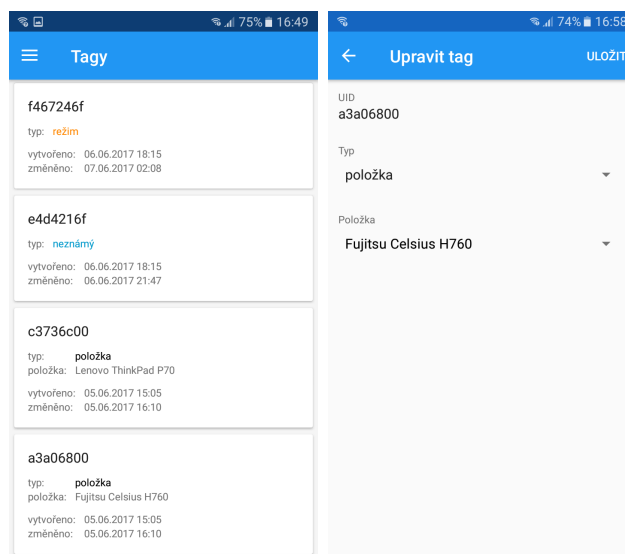 75% 16:49
Tagy
f467246f
typ: režim
vytvořeno: 06.06.2017 18:15
změněno: 07.06.2017 02:08
e4d4216f
typ: neznámý
vytvořeno: 06.06.2017 18:15
změněno: 06.06.2017 21:47
c3736c00
typ: položka
položka: Lenovo ThinkPad P70
vytvořeno: 05.06.2017 15:05
změněno: 05.06.2017 16:10
a3a06800
typ: položka
položka: Fujitsu Celsius H760
vytvořeno: 05.06.2017 15:05
změněno: 05.06.2017 16:10
74% 16:58
Upravit tag ULOŽIT
UID
a3a06800
Typ
položka
Položka
Fujitsu Celsius H760